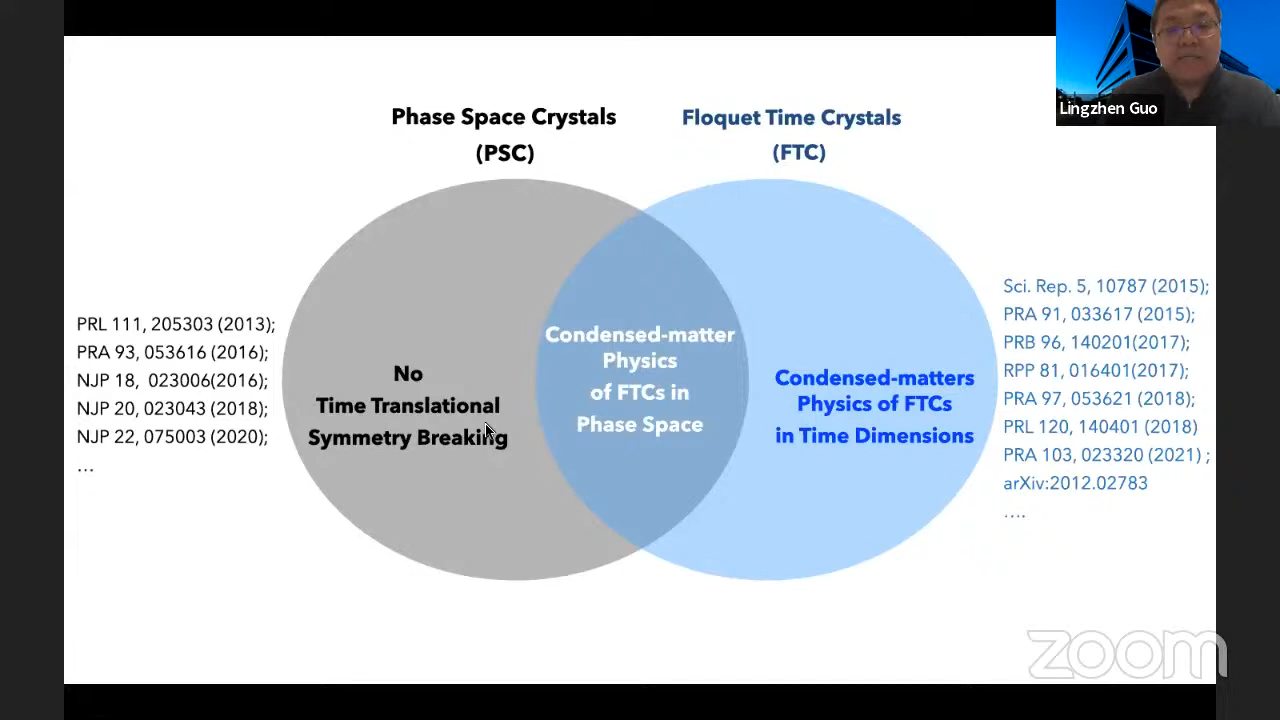 Lingzhen Guo
Phase Space Crystals
(PSC)
Floquet Time Crystals
(FTC)
PRL 111, 205303 (2013);
PRA 93, 053616 (2016);
NJP 18, 023006(2016);
NJP 20, 023043 (2018);
NJP 22, 075003 (2020);
...
No
Time Translational
Symmetry Breaking
Condensed-matter
Physics
of FTCs in
Phase Space
Condensed-matters
Physics of FTCs
in Time Dimensions
Sci. Rep. 5, 10787 (2015);
PRA 91, 033617 (2015);
PRB 96, 140201(2017);
RPP 81, 016401(2017);
PRA 97, 053621 (2018);
PRL 120, 140401 (2018)
PRA 103, 023320 (2021) ;
arXiv:2012.02783
....
zoom